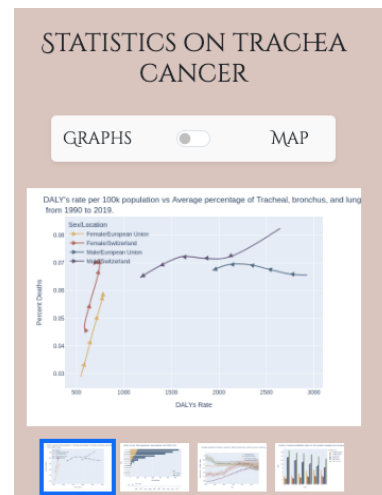 Statistics on trachea
cancer
Graphs Map
DALY's rate per 100k population vs Average percentage of Tracheal, bronchus, and lung
from 1990 to 2019.
Sex/Location
Female/European Union
Female/Switzerland
Male/European Union
Male/Switzerland
0.08
0.07
0.06
0.05
0.04
0.03
Percent Deaths
500 1000 1500 2000 2500 3000
DALYs Rate